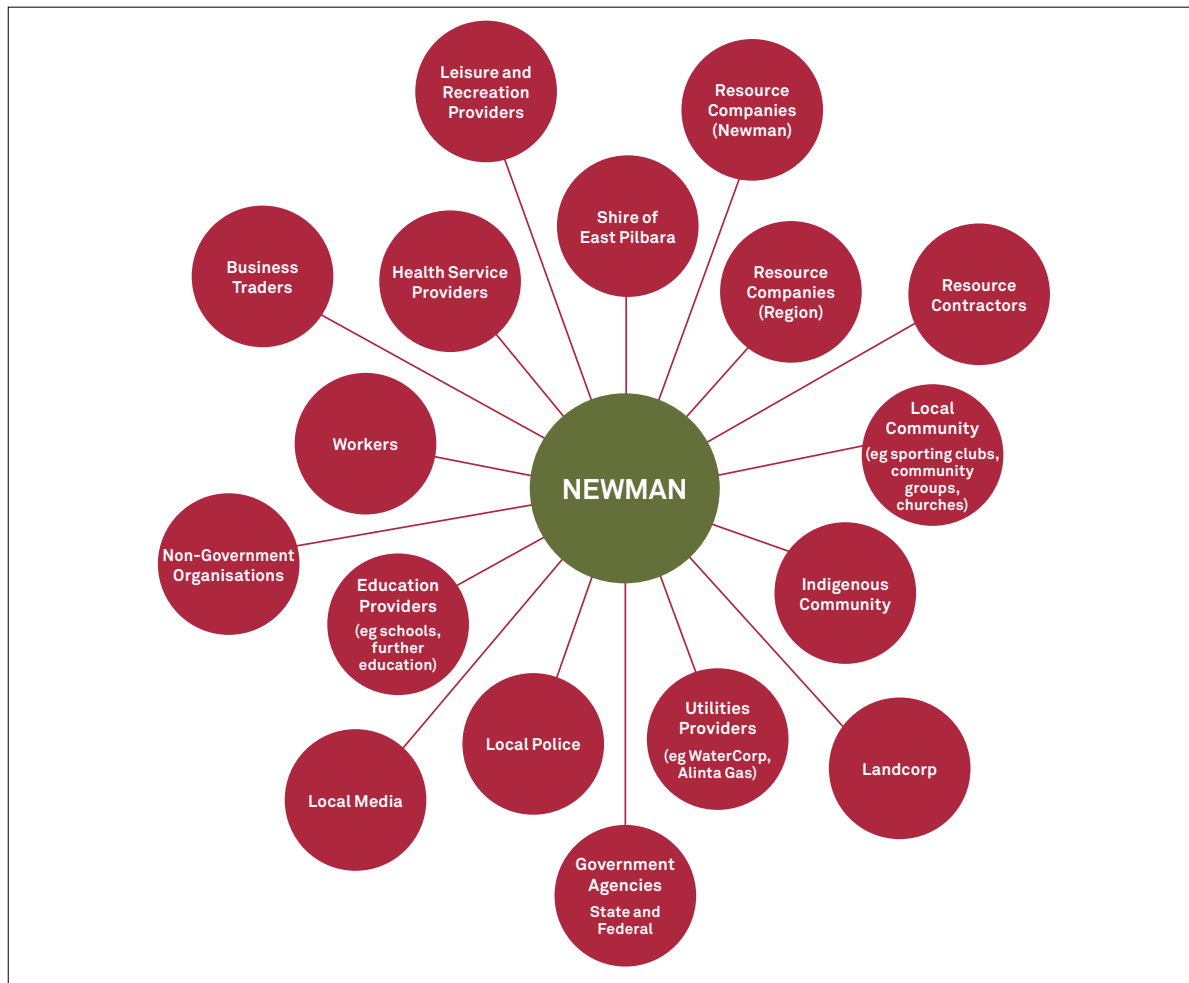 Leisure and
Recreation
Providers
Resource
Companies
(Newman)
Shire of
East Pilbara
Business
Traders
Health Service
Providers
Resource
Companies
(Region)
Resource
Contractors
Workers
Local
Community
(eg sporting clubs,
community
groups,
churches)
NEWMAN
Non-Government
Organisations
Education
Providers
(eg schools,
further
education)
Indigenous
Community
Local Media
Local Police
Utilities
Providers
(eg WaterCorp,
Alinta Gas)
Landcorp
Government
Agencies
State and
Federal